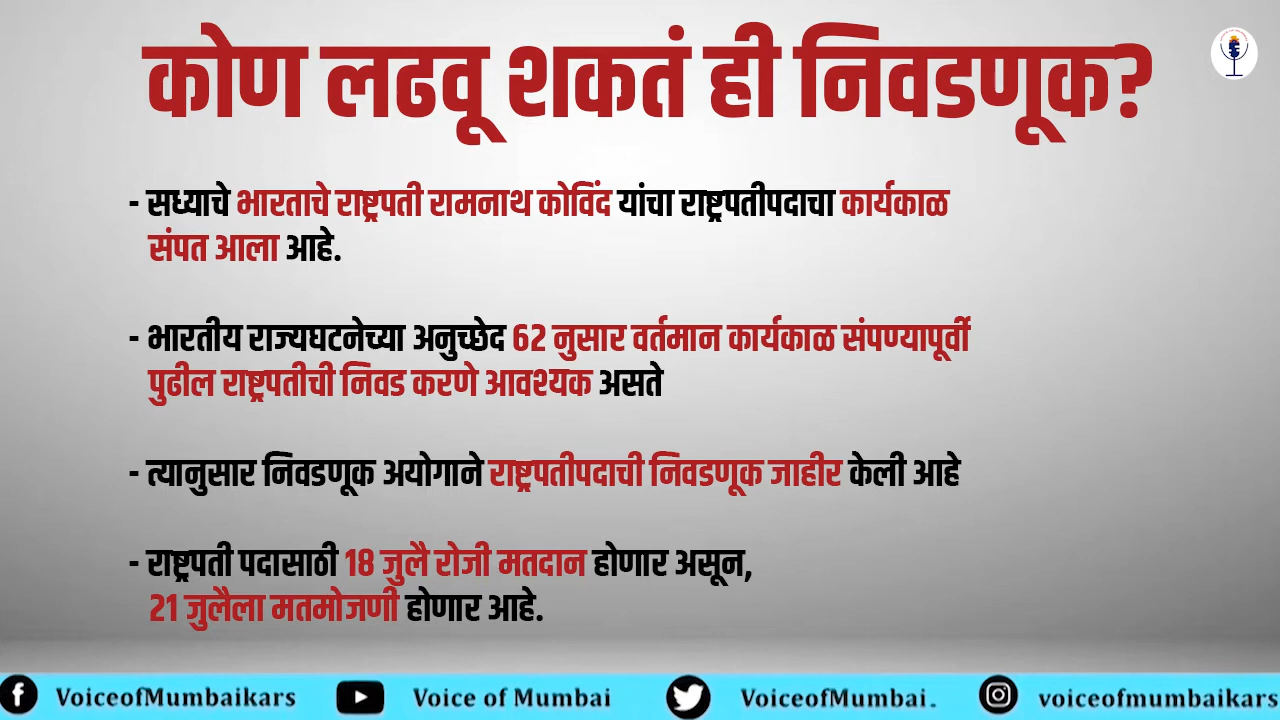 कोण लढवू शकतं ही निवडणूक?
- सध्याचे भारताचे राष्ट्रपती रामनाथ कोविंद यांचा राष्ट्रपतीपदाचा कार्यकाळ
संपत आला आहे.
- भारतीय राज्यघटनेच्या अनुच्छेद 62 नुसार वर्तमान कार्यकाळ संपण्यापूर्वी
पुढील राष्ट्रपतीची निवड करणे आवश्यक असते
- त्यानुसार निवडणूक अयोगाने राष्ट्रपतीपदाची निवडणूक जाहीर केली आहे
- राष्ट्रपती पदासाठी 18 जुलै रोजी मतदान होणार असून,
21 जुलैला मतमोजणी होणार आहे.
VoiceofMumbaikars Voice of Mumbai VoiceofMumbai. voiceofmumbaikars